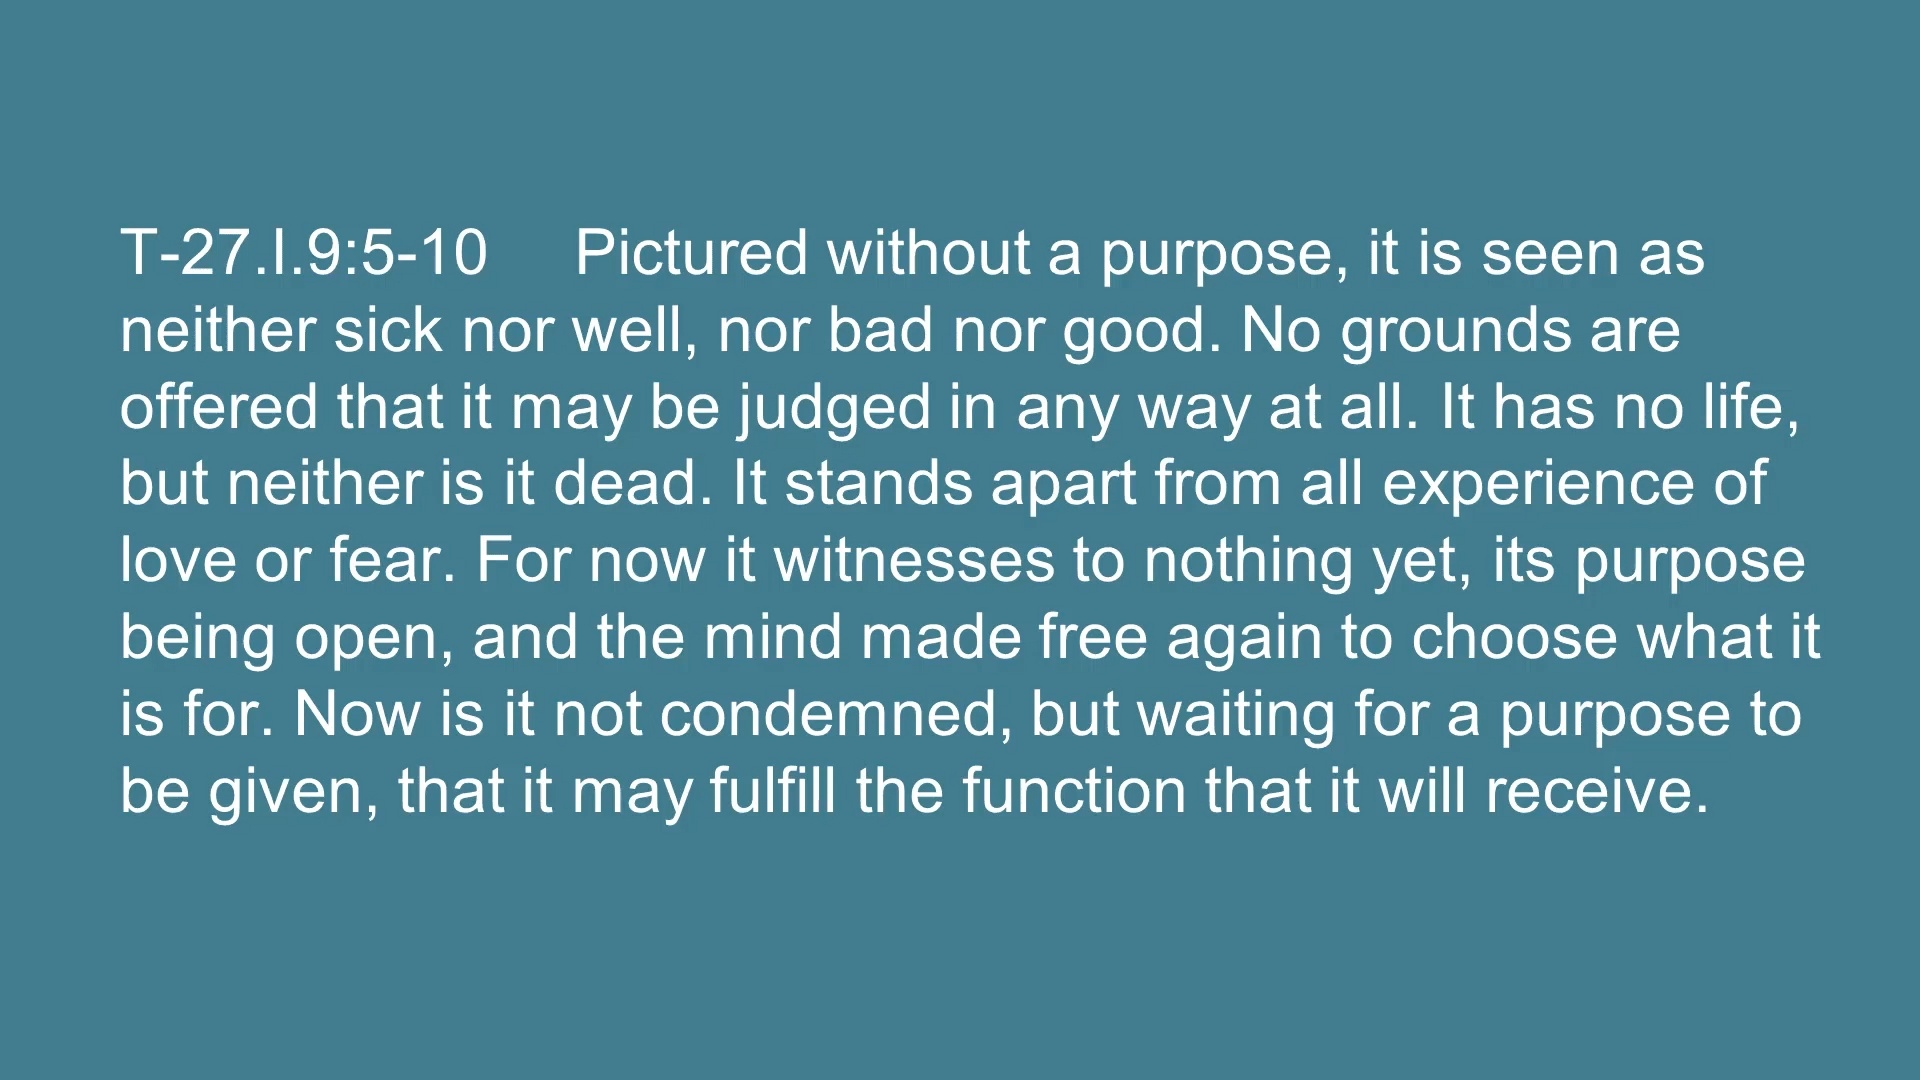 T-27.I.9:5-10 Pictured without a purpose, it is seen as
neither sick nor well, nor bad nor good. No grounds are
offered that it may be judged in any way at all. It has no life,
but neither is it dead. It stands apart from all experience of
love or fear. For now it witnesses to nothing yet, its purpose
being open, and the mind made free again to choose what it
is for. Now is it not condemned, but waiting for a purpose to
be given, that it may fulfill the function that it will receive.